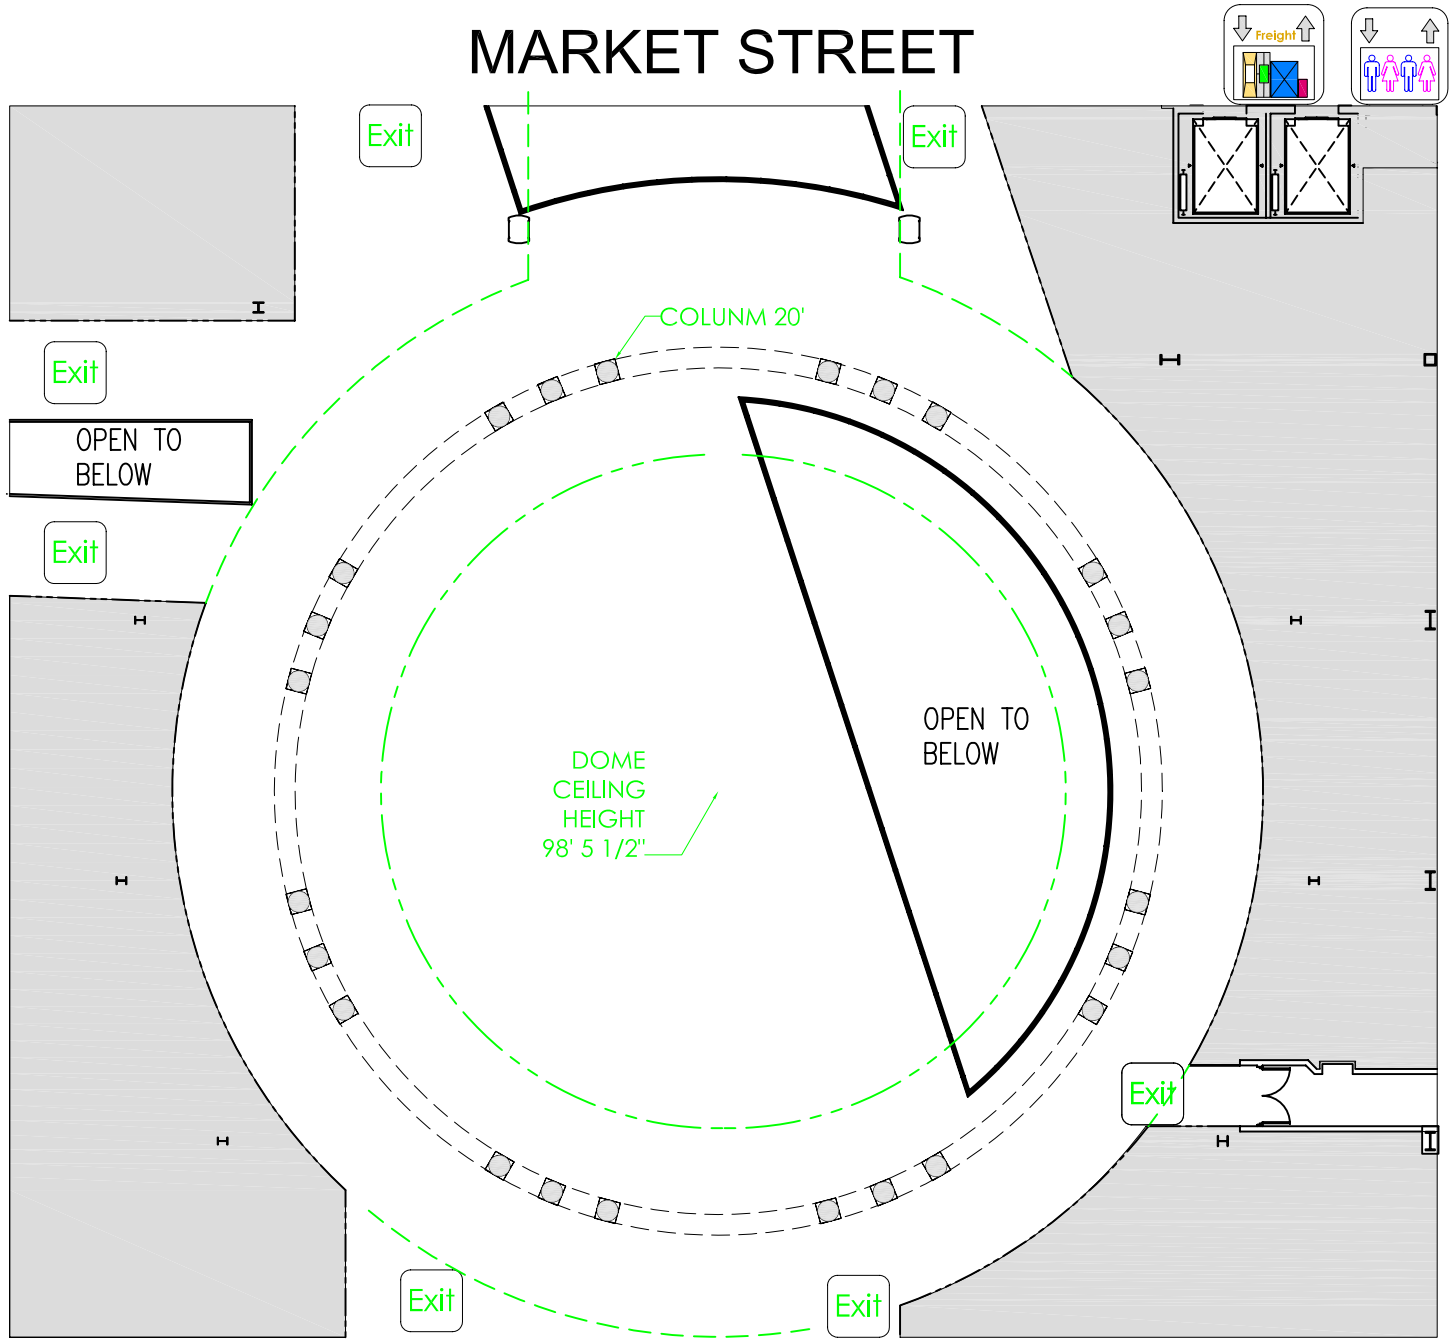 MARKET STREET
Freight
Exit
Exit
COLUNM 20'
Exit
OPEN TO
BELOW
Exit
OPEN TO
BELOW
DOME
CEILING
HEIGHT
98' 5 1/2"
Exit
Exit
Exit